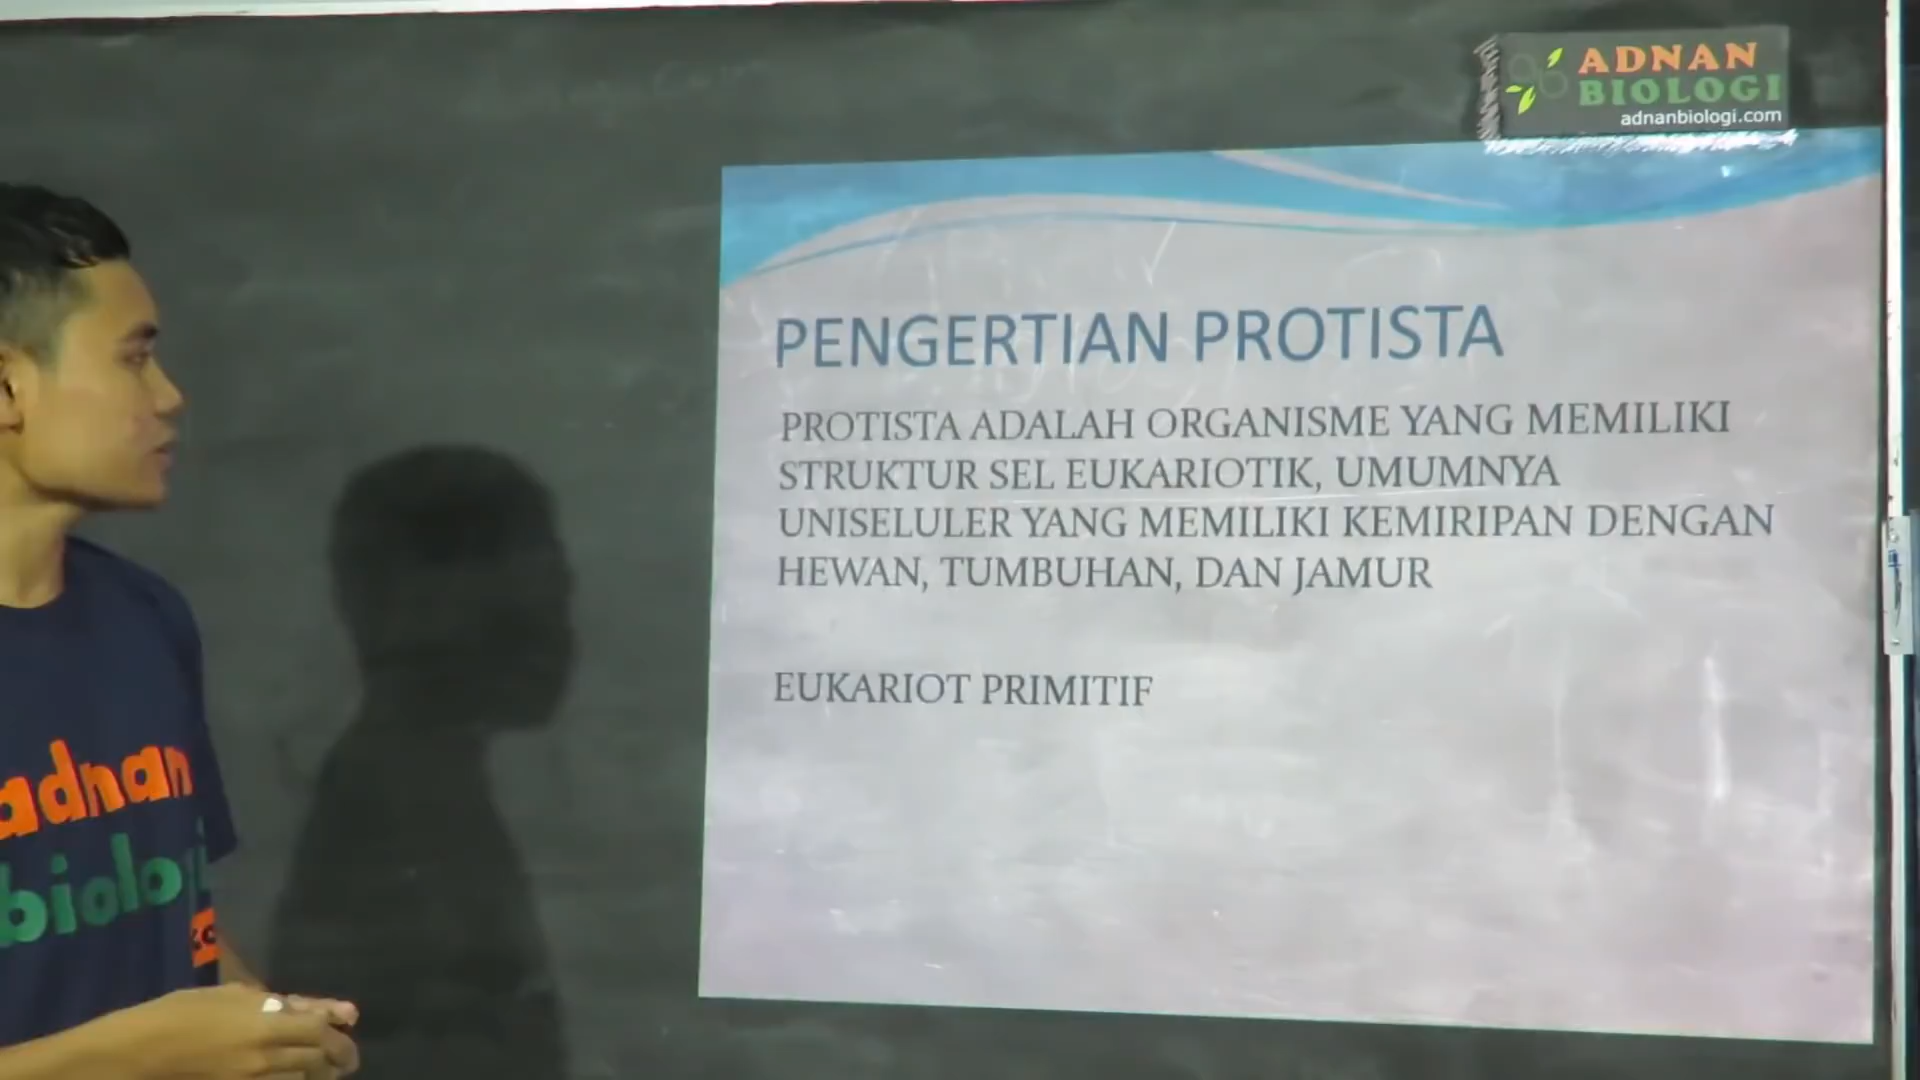 ADNAN
BIOLOGI
adnanbiologi.com
PENGERTIAN PROTISTA
PROTISTA ADALAH ORGANISME YANG MEMILIKI
STRUKTUR SEL EUKARIOTIK, UMUMNYA
UNISELULER YANG MEMILIKI KEMIRIPAN DENGAN
HEWAN, TUMBUHAN, DAN JAMUR
EUKARIOT PRIMITIF
adnan
biologi